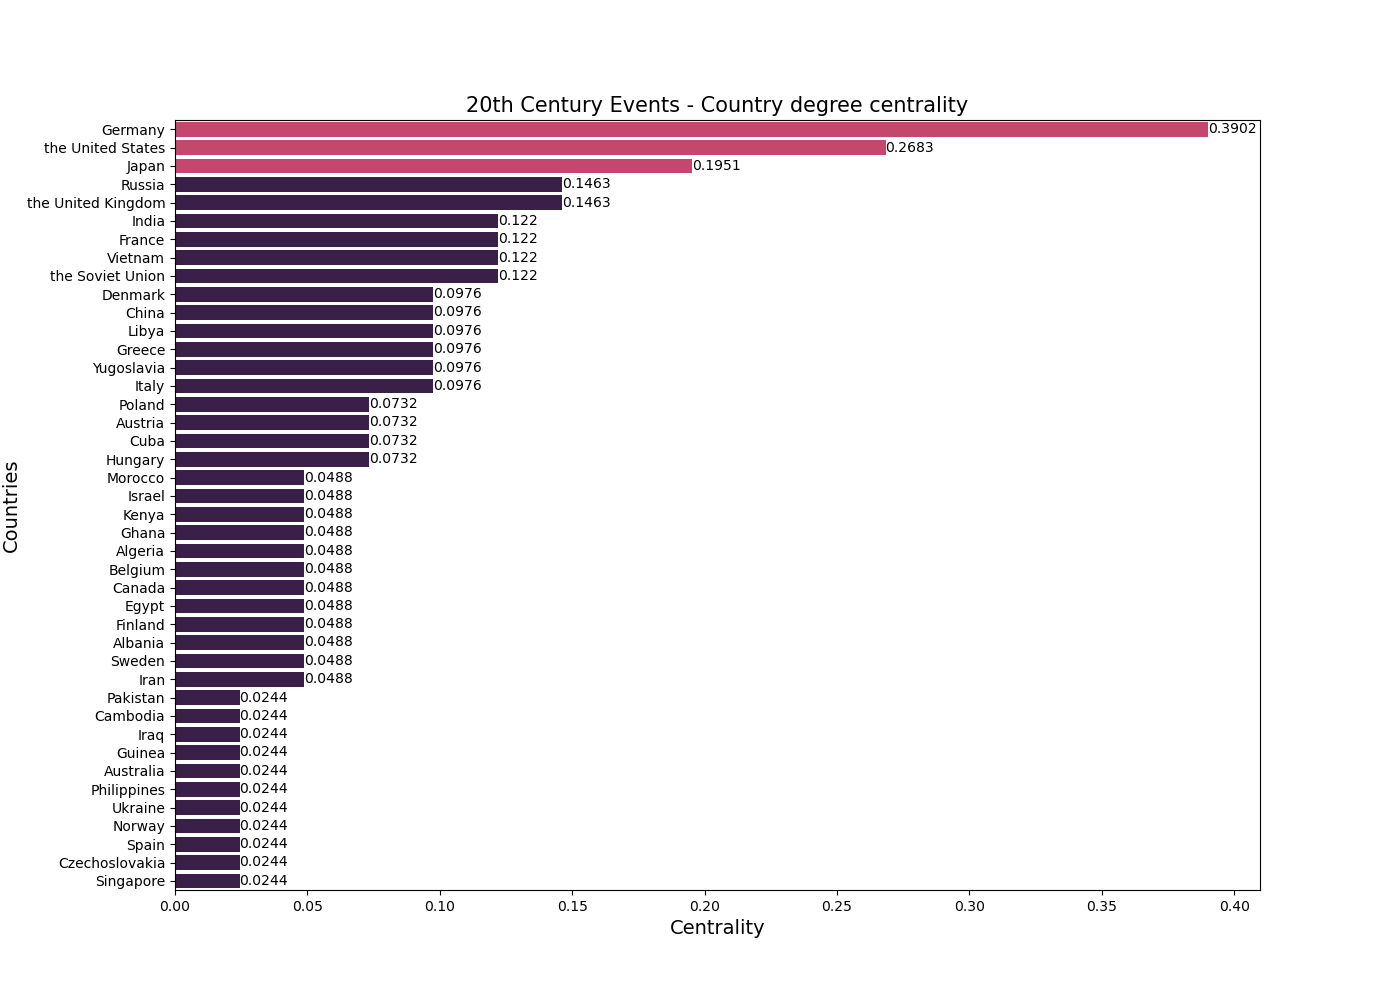 20th Century Events - Country degree centrality
Germany 0.3902
the United States 0.2683
Japan 0.1951
Russia 0.1463
the United Kingdom 0.1463
India 0.122
France 0.122
Vietnam 0.122
the Soviet Union 0.122
Denmark 0.0976
China 0.0976
Libya 0.0976
Greece 0.0976
Yugoslavia 0.0976
Italy 0.0976
Poland 0.0732
Austria 0.0732
Cuba 0.0732
Hungary 0.0732
Morocco 0.0488
Israel 0.0488
Kenya 0.0488
Ghana 0.0488
Algeria 0.0488
Belgium 0.0488
Canada 0.0488
Egypt 0.0488
Finland 0.0488
Albania 0.0488
Sweden 0.0488
Iran 0.0488
Pakistan 0.0244
Cambodia 0.0244
Iraq 0.0244
Guinea 0.0244
Australia 0.0244
Philippines 0.0244
Ukraine 0.0244
Norway 0.0244
Spain 0.0244
Czechoslovakia 0.0244
Singapore 0.0244
0.00 0.05 0.10 0.15 0.20 0.25 0.30 0.35 0.40
Centrality
Countries